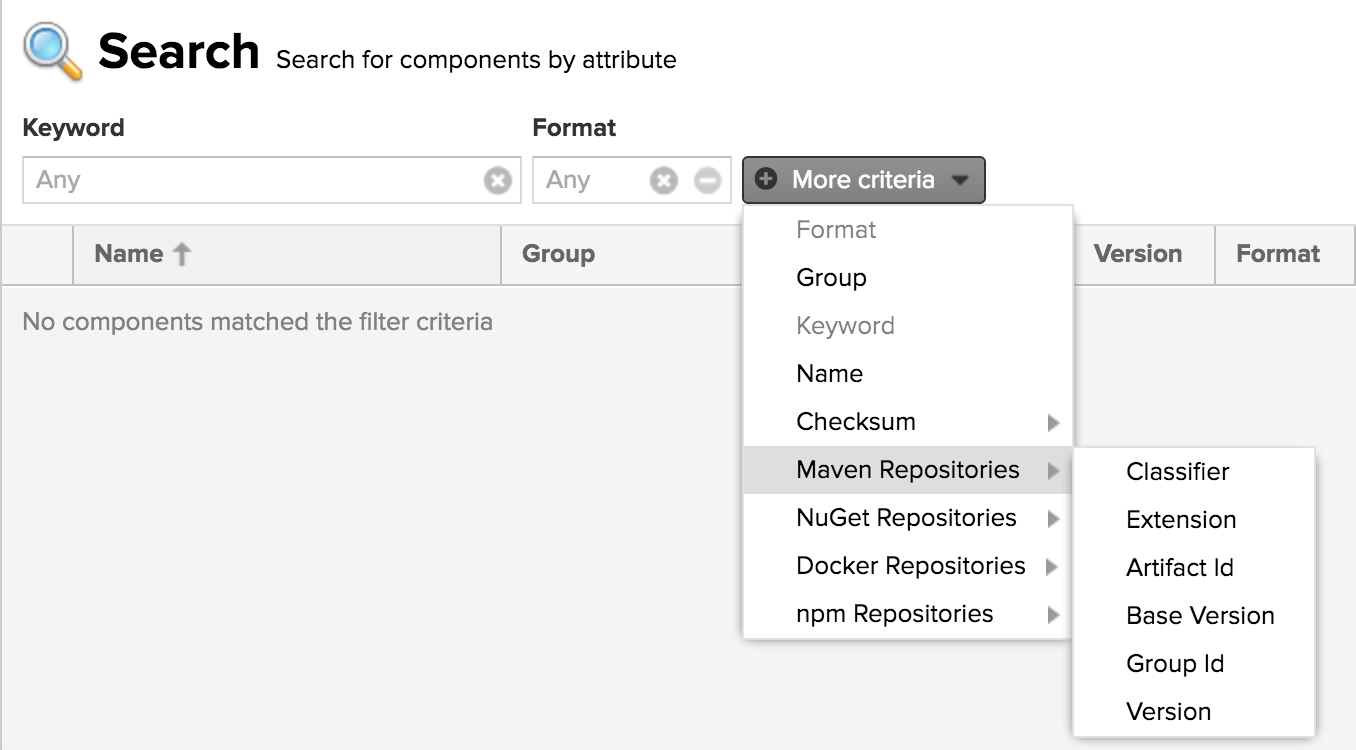 Search Search for components by attribute
Keyword Format
Any Any More criteria
Name Group Version Format
No components matched the filter criteria
Format
Group
Keyword
Name
Checksum
Maven Repositories
NuGet Repositories
Docker Repositories
npm Repositories
Classifier
Extension
Artifact Id
Base Version
Group Id
Version